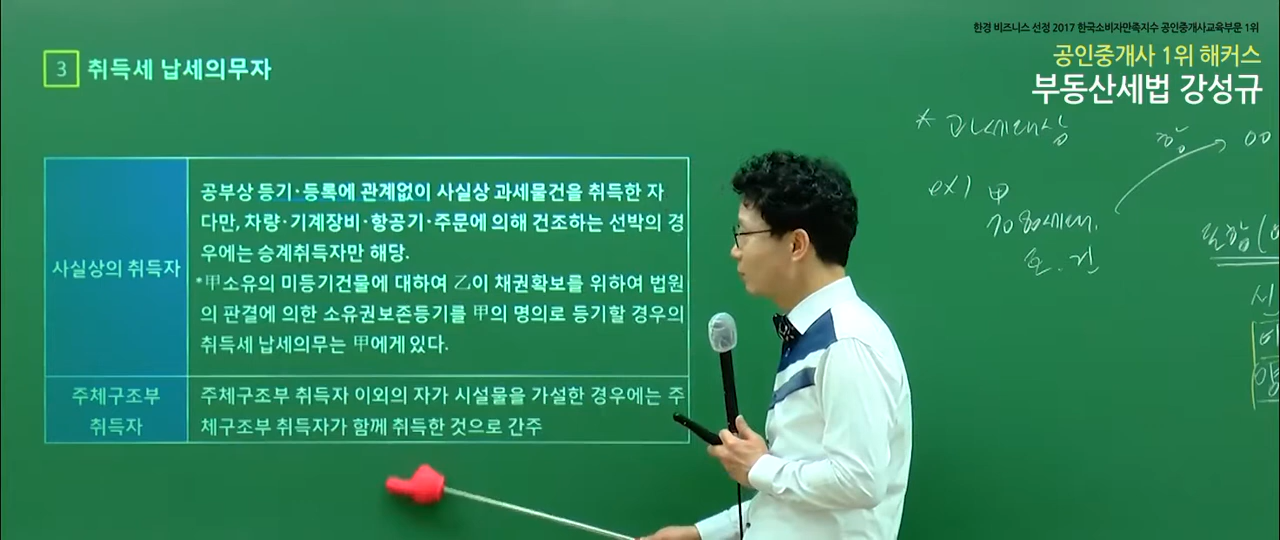 한경 비즈니스 선정 2017 한국소비자만족지수 공인중개사교육부문 1위
공인중개사 1위 해커스
부동산세법 강성규
3 취득세 납세의무자
사실상의 취득자
공부상 등기·등록에 관계없이 사실상 과세물건을 취득한 자
다만, 차량·기계장비·항공기·주문에 의해 건조하는 선박의 경
우에는 승계취득자만 해당.
*甲소유의 미등기건물에 대하여 乙이 채권확보를 위하여 법원
의 판결에 의한 소유권보존등기를 甲의 명의로 등기할 경우의
취득세 납세의무는 甲에게 있다.
주체구조부
취득자
주체구조부 취득자 이외의 자가 시설물을 가설한 경우에는 주
체구조부 취득자가 함께 취득한 것으로 간주
* 과세대상
ex) 甲